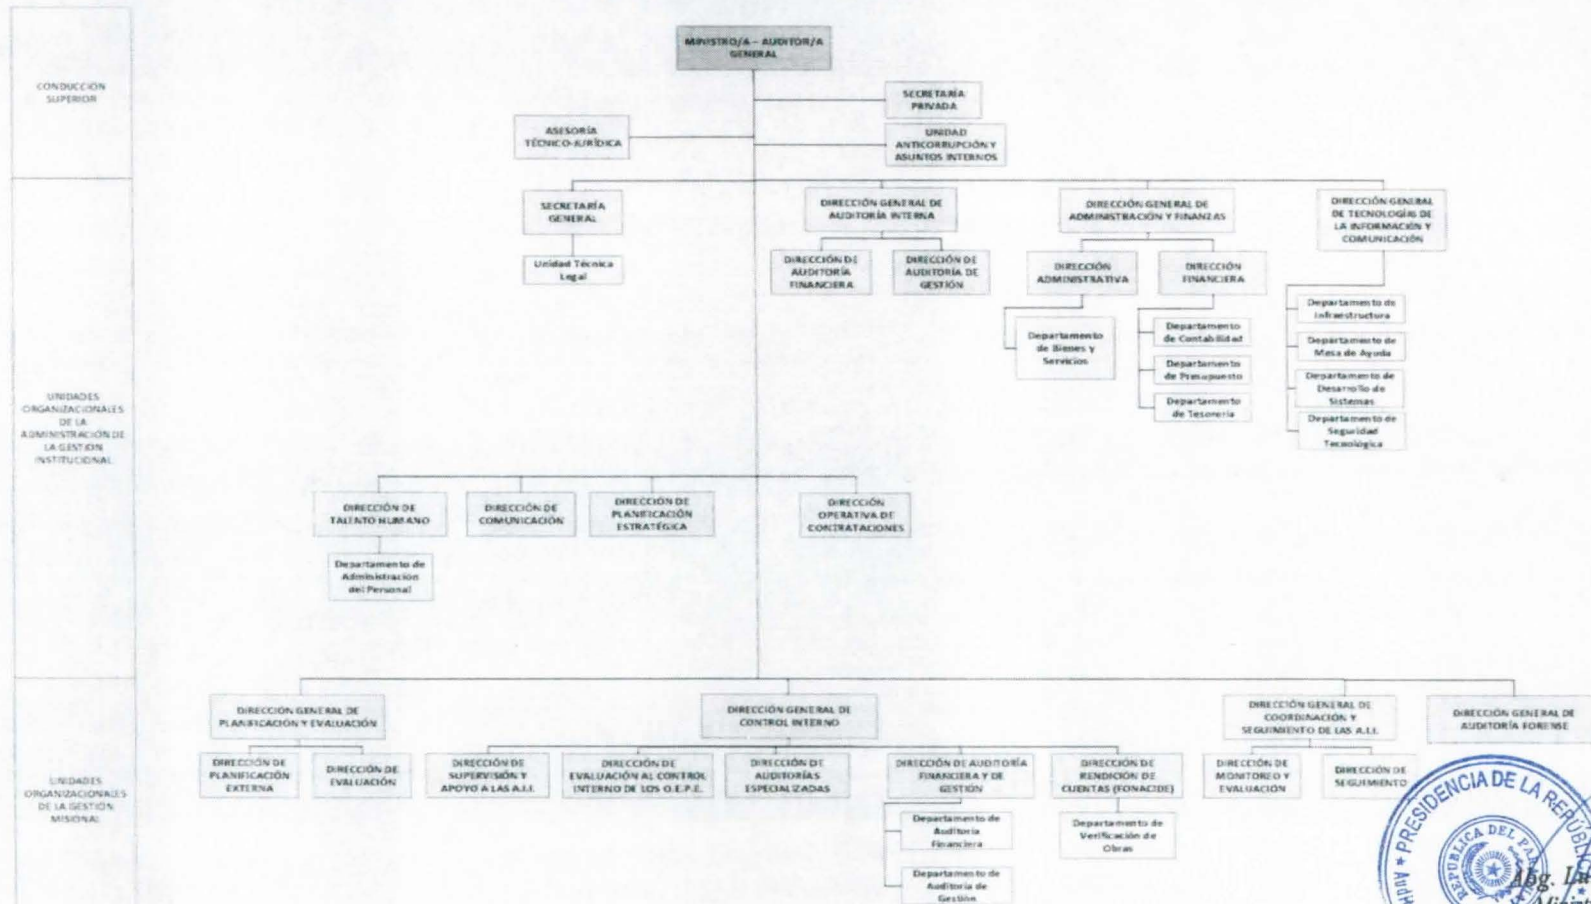 CONDUCCIÓN
SUPERIOR
MINISTRO/A – AUDITOR/A
GENERAL
SECRETARÍA
PRIVADA
ASESORÍA
TÉCNICO-JURÍDICA
UNIDAD
ANTICORRUPCIÓN Y
ASUNTOS INTERNOS
UNIDADES
ORGANIZACIONALES
DE LA
ADMINISTRACIÓN DE
LA GESTIÓN
INSTITUCIONAL
SECRETARÍA
GENERAL
Unidad Técnica
Legal
DIRECCIÓN GENERAL DE
AUDITORÍA INTERNA
DIRECCIÓN DE
AUDITORÍA
FINANCIERA
DIRECCIÓN DE
AUDITORÍA DE
GESTIÓN
DIRECCIÓN GENERAL DE
ADMINISTRACIÓN Y FINANZAS
DIRECCIÓN
ADMINISTRATIVA
Departamento
de Bienes y
Servicios
DIRECCIÓN
FINANCIERA
Departamento
de Contabilidad
Departamento
de Presupuesto
Departamento
de Tesorería
DIRECCIÓN GENERAL
DE TECNOLOGÍAS DE
LA INFORMACIÓN Y
COMUNICACIÓN
Departamento de
Infraestructura
Departamento de
Mesa de Ayuda
Departamento de
Desarrollo de
Sistemas
Departamento de
Seguridad
Tecnológica
DIRECCIÓN DE
TALENTO HUMANO
Departamento de
Administración
del Personal
DIRECCIÓN DE
COMUNICACIÓN
DIRECCIÓN DE
PLANIFICACIÓN
ESTRATÉGICA
DIRECCIÓN
OPERATIVA DE
CONTRATACIONES
UNIDADES
ORGANIZACIONALES
DE LA GESTIÓN
MISIONAL
DIRECCIÓN GENERAL DE
PLANIFICACIÓN Y EVALUACIÓN
DIRECCIÓN DE
PLANIFICACIÓN
EXTERNA
DIRECCIÓN DE
EVALUACIÓN
DIRECCIÓN GENERAL DE
CONTROL INTERNO
DIRECCIÓN DE
SUPERVISIÓN Y
APOYO A LAS A.I.I.
DIRECCIÓN DE
EVALUACIÓN AL CONTROL
INTERNO DE LOS O.E.P.E.
DIRECCIÓN DE
AUDITORÍAS
ESPECIALIZADAS
DIRECCIÓN DE AUDITORÍA
FINANCIERA Y DE
GESTIÓN
Departamento de
Auditoría
Financiera
Departamento de
Auditoría de
Gestión
DIRECCIÓN DE
RENDICIÓN DE
CUENTAS (FONACIDE)
Departamento de
Verificación de
Obras
DIRECCIÓN GENERAL DE
COORDINACIÓN Y
SEGUIMIENTO DE LAS A.I.I.
DIRECCIÓN DE
MONITOREO Y
EVALUACIÓN
DIRECCIÓN DE
SEGUIMIENTO
DIRECCIÓN GENERAL DE
AUDITORÍA FORENSE
PRESIDENCIA DE LA REPÚBLICA
REPUBLICA DEL
Abg.